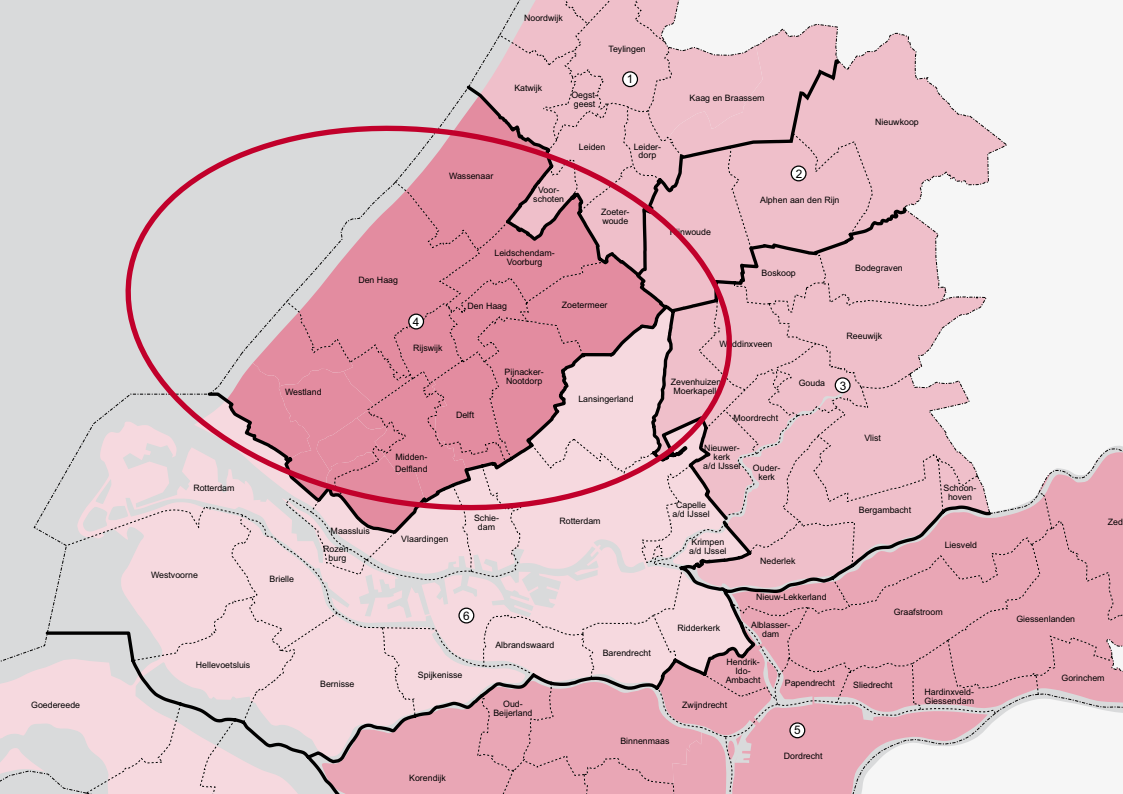 Noordwijk
Teylingen
1
Katwijk
Oegst-
geest
Kaag en Braassem
Nieuwkoop
Leiden
Leider-
dorp
2
Wassenaar
Voor-
schoten
Alphen aan den Rijn
Zoeter-
woude
Rijnwoude
Leidschendam-
Voorburg
Boskoop
Bodegraven
Den Haag
Den Haag
Zoetermeer
4
Rijswijk
Waddinxveen
Reeuwijk
Pijnacker-
Nootdorp
Zevenhuizen
Moerkapelle
Gouda
3
Westland
Lansingerland
Delft
Moordrecht
Vlist
Midden-
Delfland
Nieuwer-
kerk
a/d IJssel
Ouder-
kerk
Rotterdam
Schoon-
hoven
Capelle
a/d IJssel
Bergambacht
Schie-
dam
Rotterdam
Maassluis
Vlaardingen
Zed
Rozen-
burg
Krimpen
a/d IJssel
Liesveld
Nederlek
Westvoorne
Brielle
Nieuw-Lekkerland
6
Graafstroom
Giessenlanden
Ridderkerk
Alblasser-
dam
Albrandswaard
Barendrecht
Hellevoetsluis
Hendrik-
Ido-
Ambacht
Spijkenisse
Bernisse
Papendrecht
Sliedrecht
Gorinchem
Hardinxveld-
Giessendam
Goedereede
Oud-
Beijerland
Zwijndrecht
5
Binnenmaas
Dordrecht
Korendijk